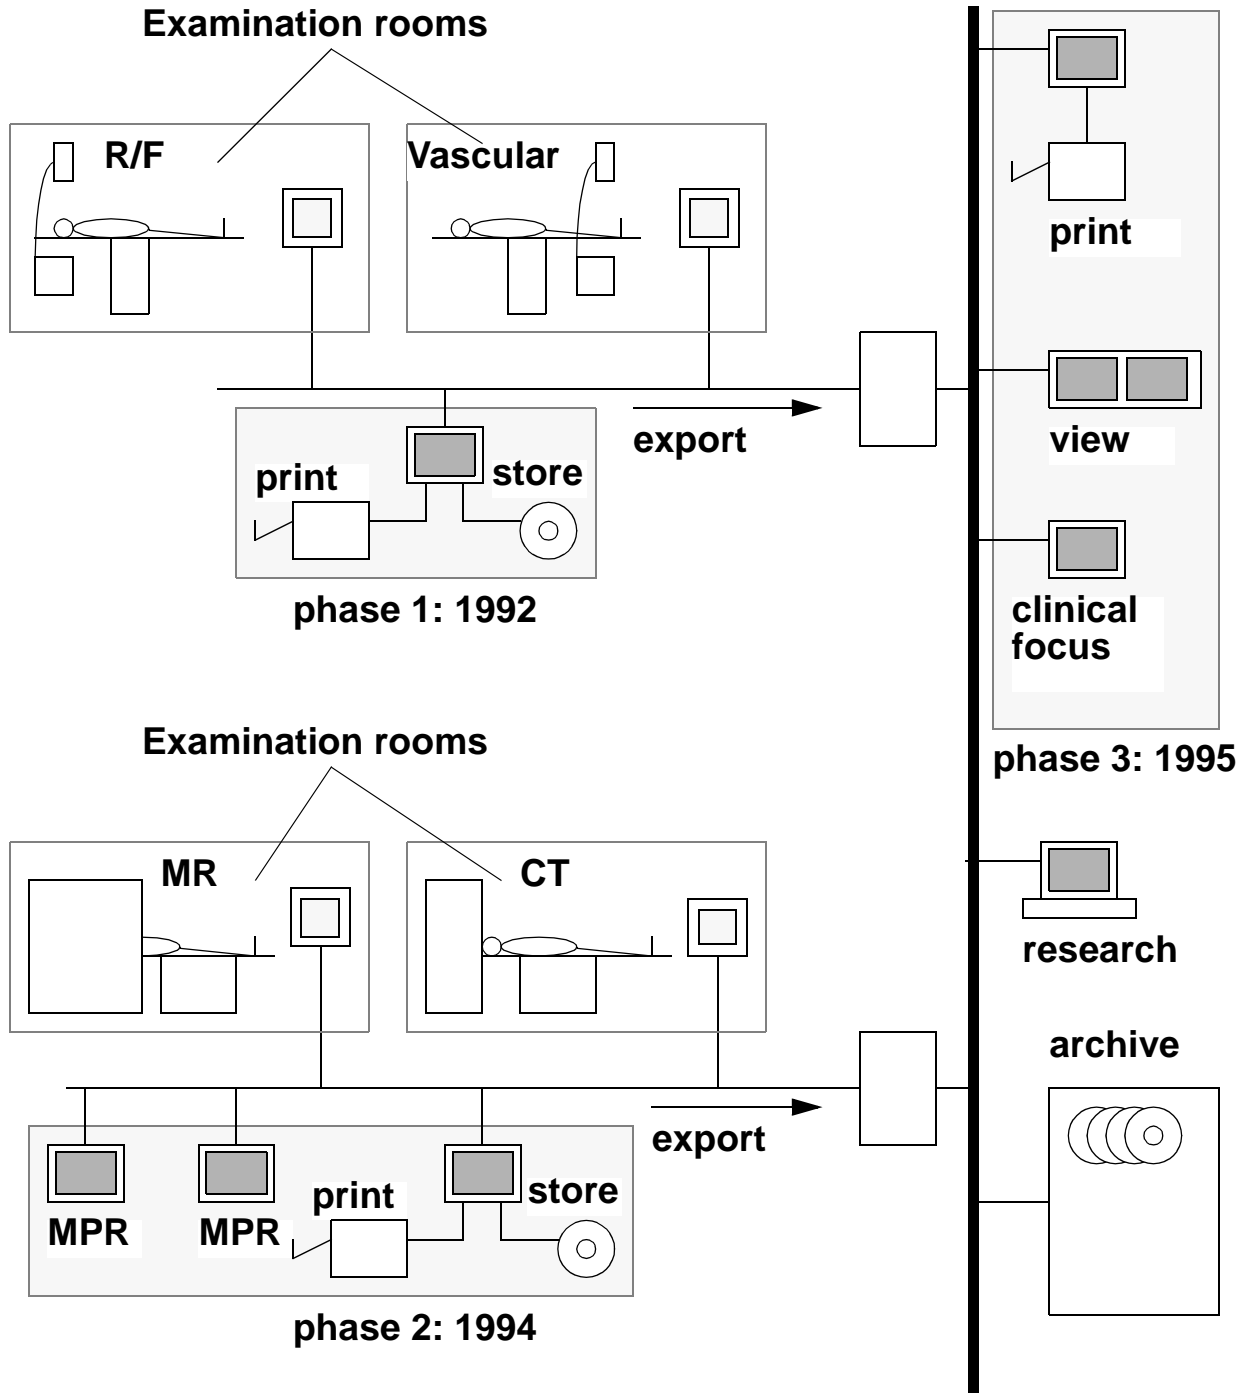 Examination rooms
R/F
Vascular
print
export
view
print
store
clinical
focus
phase 1: 1992
Examination rooms
phase 3: 1995
MR
CT
research
archive
export
print
store
MPR
MPR
phase 2: 1994